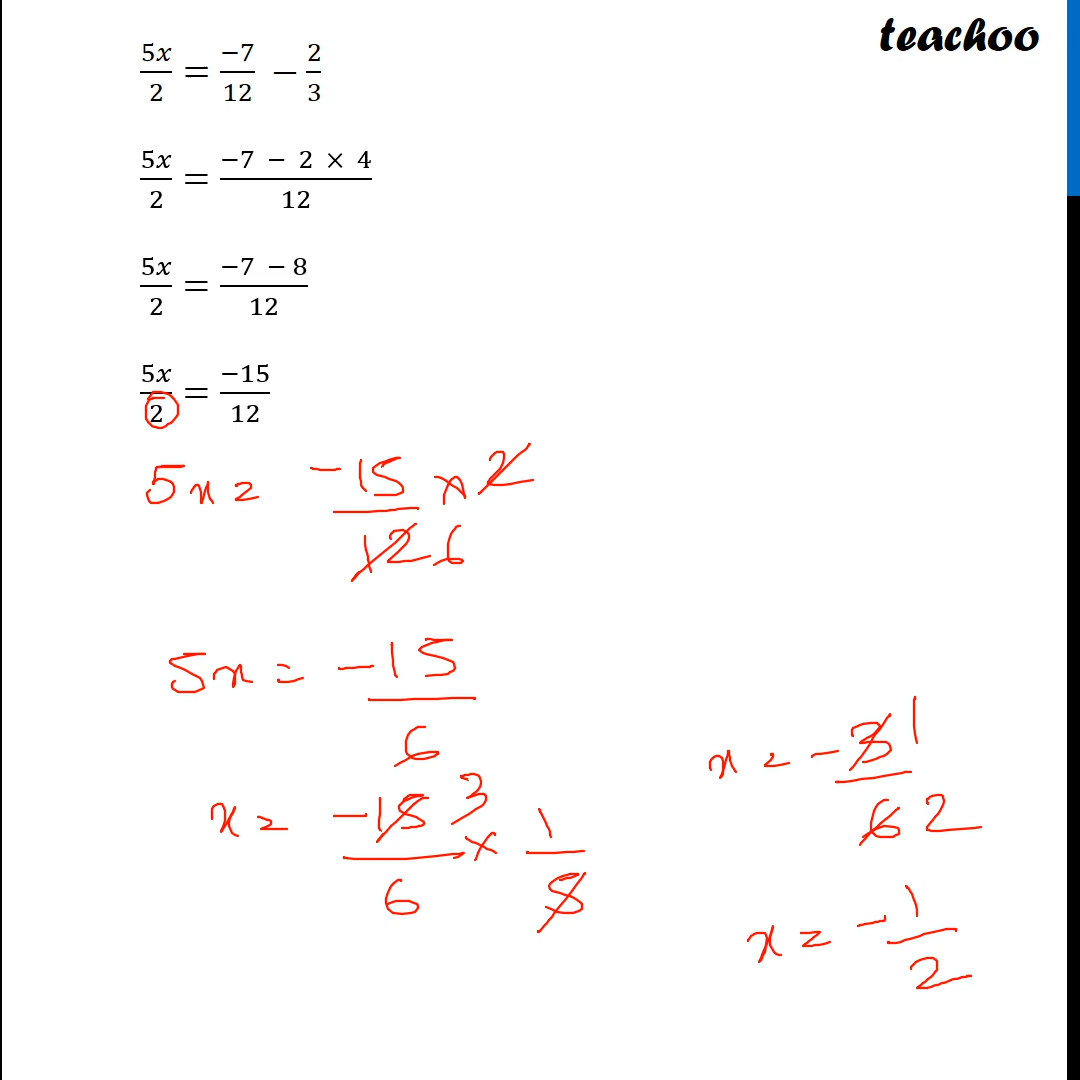 teachoo
5x/2 = −7/12 − 2/3
5x/2 = (−7 − 2 × 4)/12
5x/2 = (−7 − 8)/12
5x/2 = −15/12
5x = −15/12 6 × 2
5x = −15/6
x = −15 3/6 × 1/5
x = −3 1/6 2
x = −1/2